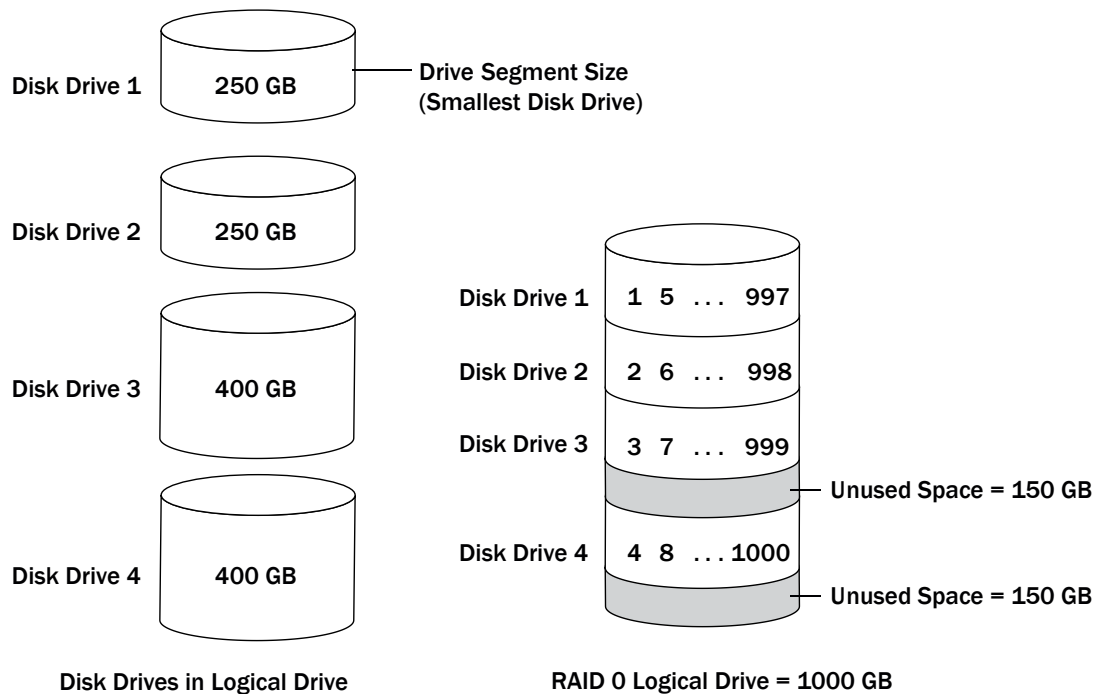 Disk Drive 1
250 GB
Drive Segment Size
(Smallest Disk Drive)
Disk Drive 2
250 GB
Disk Drive 3
400 GB
Disk Drive 4
400 GB
Disk Drives in Logical Drive
Disk Drive 1
1 5 ... 997
Disk Drive 2
2 6 ... 998
Disk Drive 3
3 7 ... 999
Unused Space = 150 GB
Disk Drive 4
4 8 ... 1000
Unused Space = 150 GB
RAID 0 Logical Drive = 1000 GB